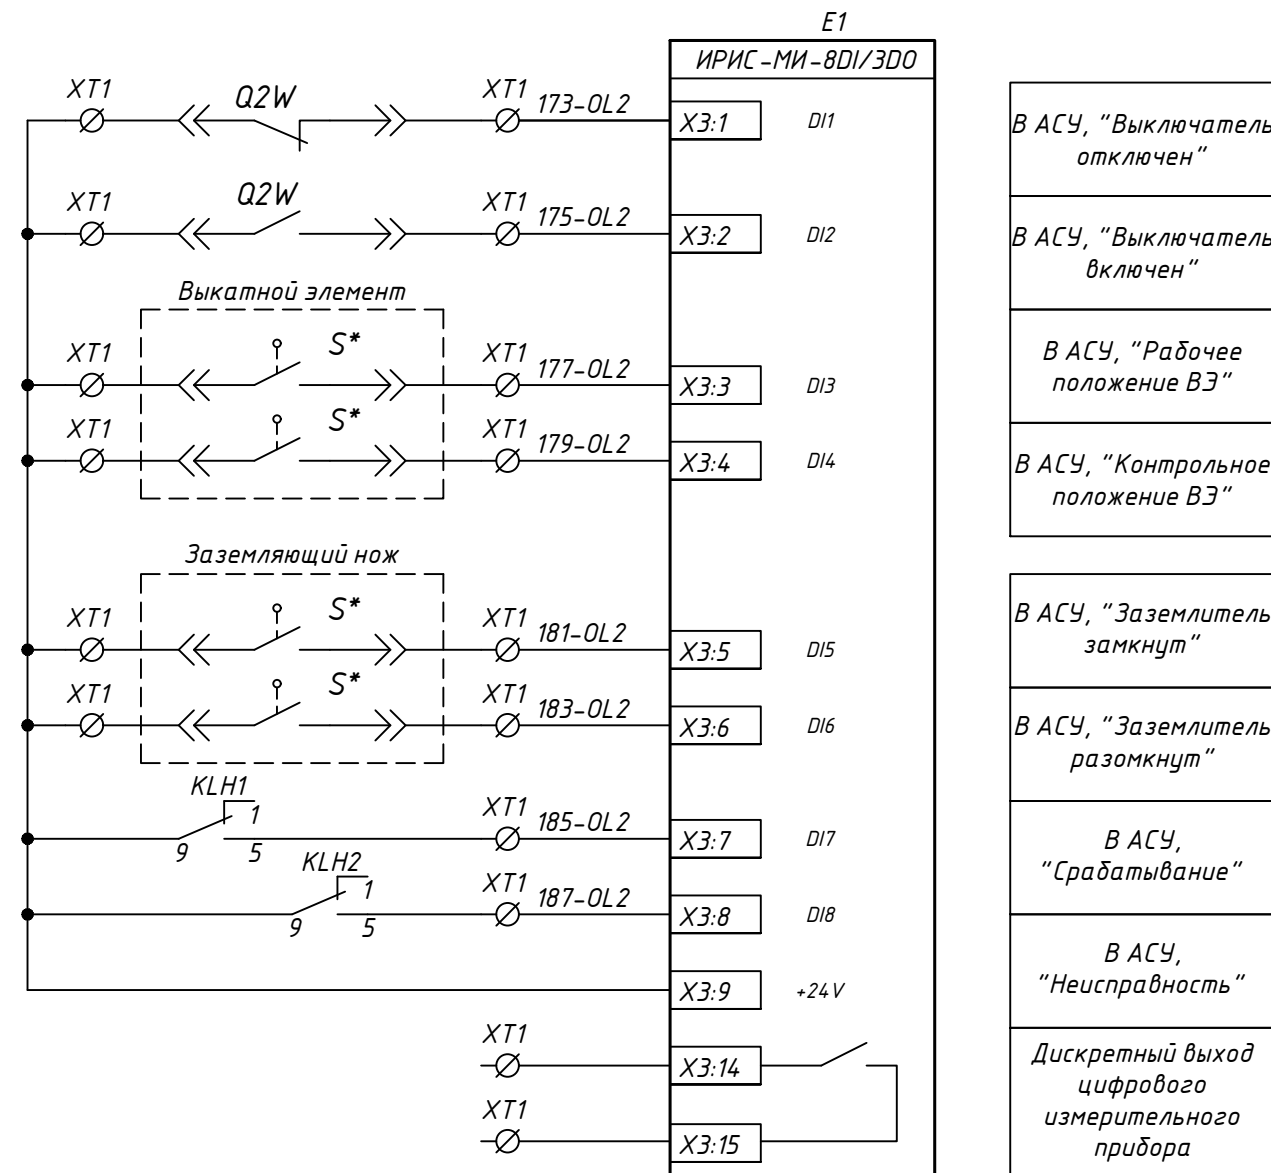 E1
ИРИС-МИ-8DI/3DO
XT1
Q2W
XT1
173-OL2
X3:1
DI1
В АСУ, "Выключатель
отключен"
XT1
Q2W
XT1
175-OL2
X3:2
DI2
В АСУ, "Выключатель
включен"
Выкатной элемент
XT1
S*
XT1
177-OL2
X3:3
DI3
В АСУ, "Рабочее
положение ВЭ"
XT1
S*
XT1
179-OL2
X3:4
DI4
В АСУ, "Контрольное
положение ВЭ"
Заземляющий нож
XT1
S*
XT1
181-OL2
X3:5
DI5
В АСУ, "Заземлитель
замкнут"
XT1
S*
XT1
183-OL2
X3:6
DI6
В АСУ, "Заземлитель
разомкнут"
KLH1
1
9
5
XT1
185-OL2
X3:7
DI7
В АСУ,
"Срабатывание"
KLH2
1
9
5
XT1
187-OL2
X3:8
DI8
В АСУ,
"Неисправность"
X3:9
+24V
XT1
X3:14
XT1
X3:15
Дискретный выход
цифрового
измерительного
прибора